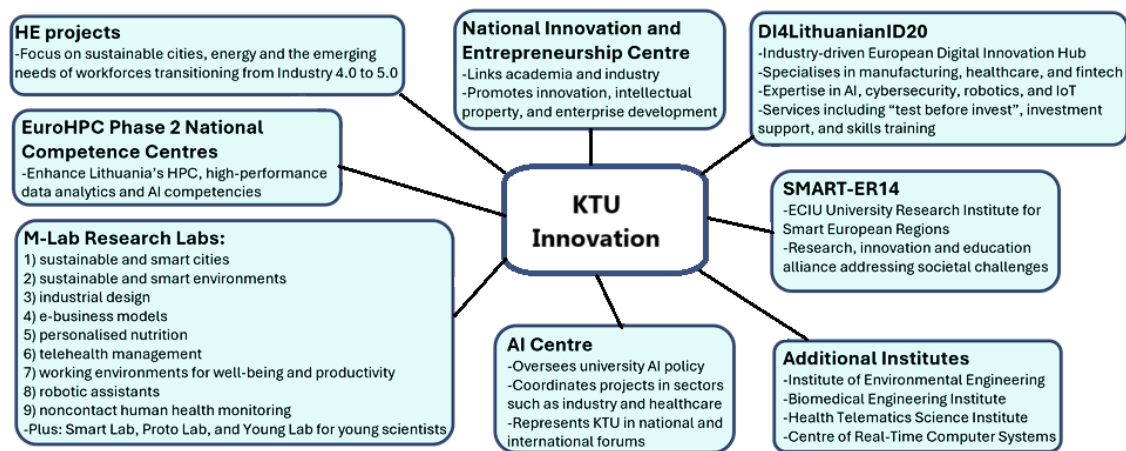 HE projects
-Focus on sustainable cities, energy and the emerging
needs of workforces transitioning from Industry 4.0 to 5.0
National Innovation and
Entrepreneurship Centre
-Links academia and industry
-Promotes innovation, intellectual
property, and enterprise development
DI4LithuanianID20
-Industry-driven European Digital Innovation Hub
-Specialises in manufacturing, healthcare, and fintech
-Expertise in AI, cybersecurity, robotics, and IoT
-Services including “test before invest”, investment
support, and skills training
EuroHPC Phase 2 National
Competence Centres
-Enhance Lithuania’s HPC, high-performance
data analytics and AI competencies
KTU
Innovation
SMART-ER14
-ECIU University Research Institute for
Smart European Regions
-Research, innovation and education
alliance addressing societal challenges
M-Lab Research Labs:
1) sustainable and smart cities
2) sustainable and smart environments
3) industrial design
4) e-business models
5) personalised nutrition
6) telehealth management
7) working environments for well-being and productivity
8) robotic assistants
9) noncontact human health monitoring
-Plus: Smart Lab, Proto Lab, and Young Lab for young scientists
AI Centre
-Oversees university AI policy
-Coordinates projects in sectors
such as industry and healthcare
-Represents KTU in national and
international forums
Additional Institutes
-Institute of Environmental Engineering
-Biomedical Engineering Institute
-Health Telematics Science Institute
-Centre of Real-Time Computer Systems